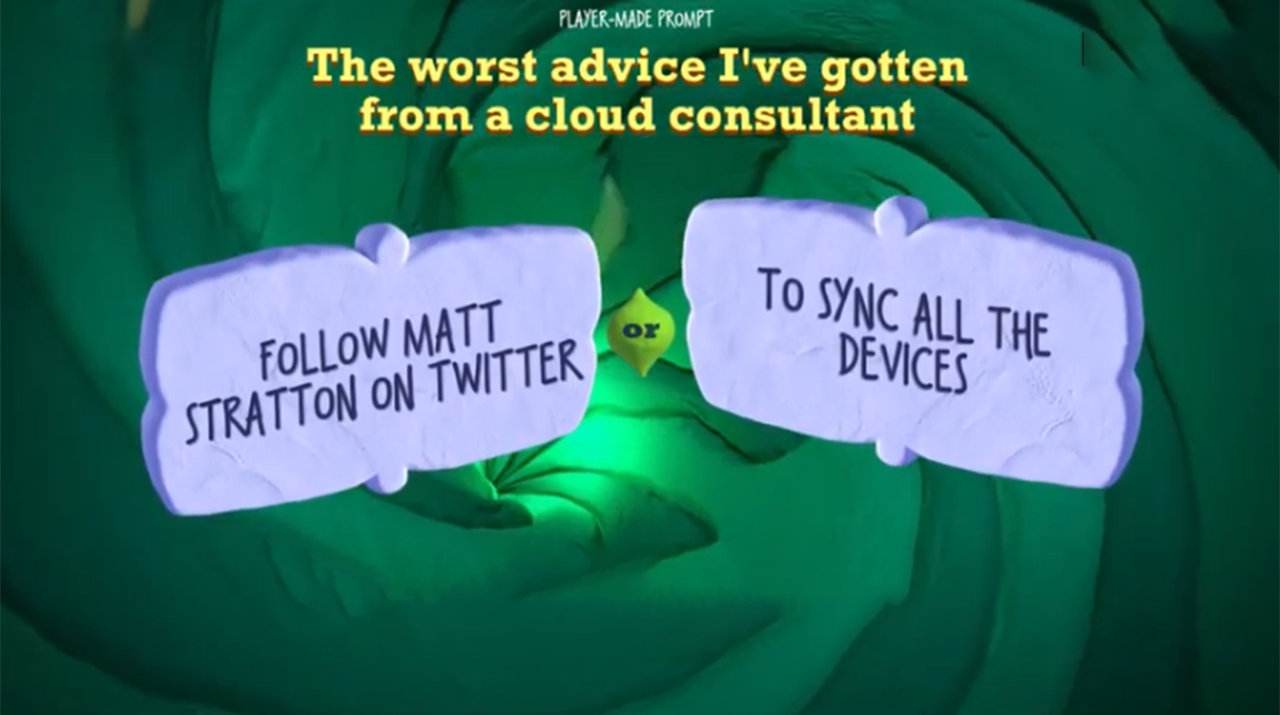 PLAYER-MADE PROMPT
The worst advice I've gotten
from a cloud consultant
FOLLOW MATT
STRATTON ON TWITTER
or
TO SYNC ALL THE
DEVICES